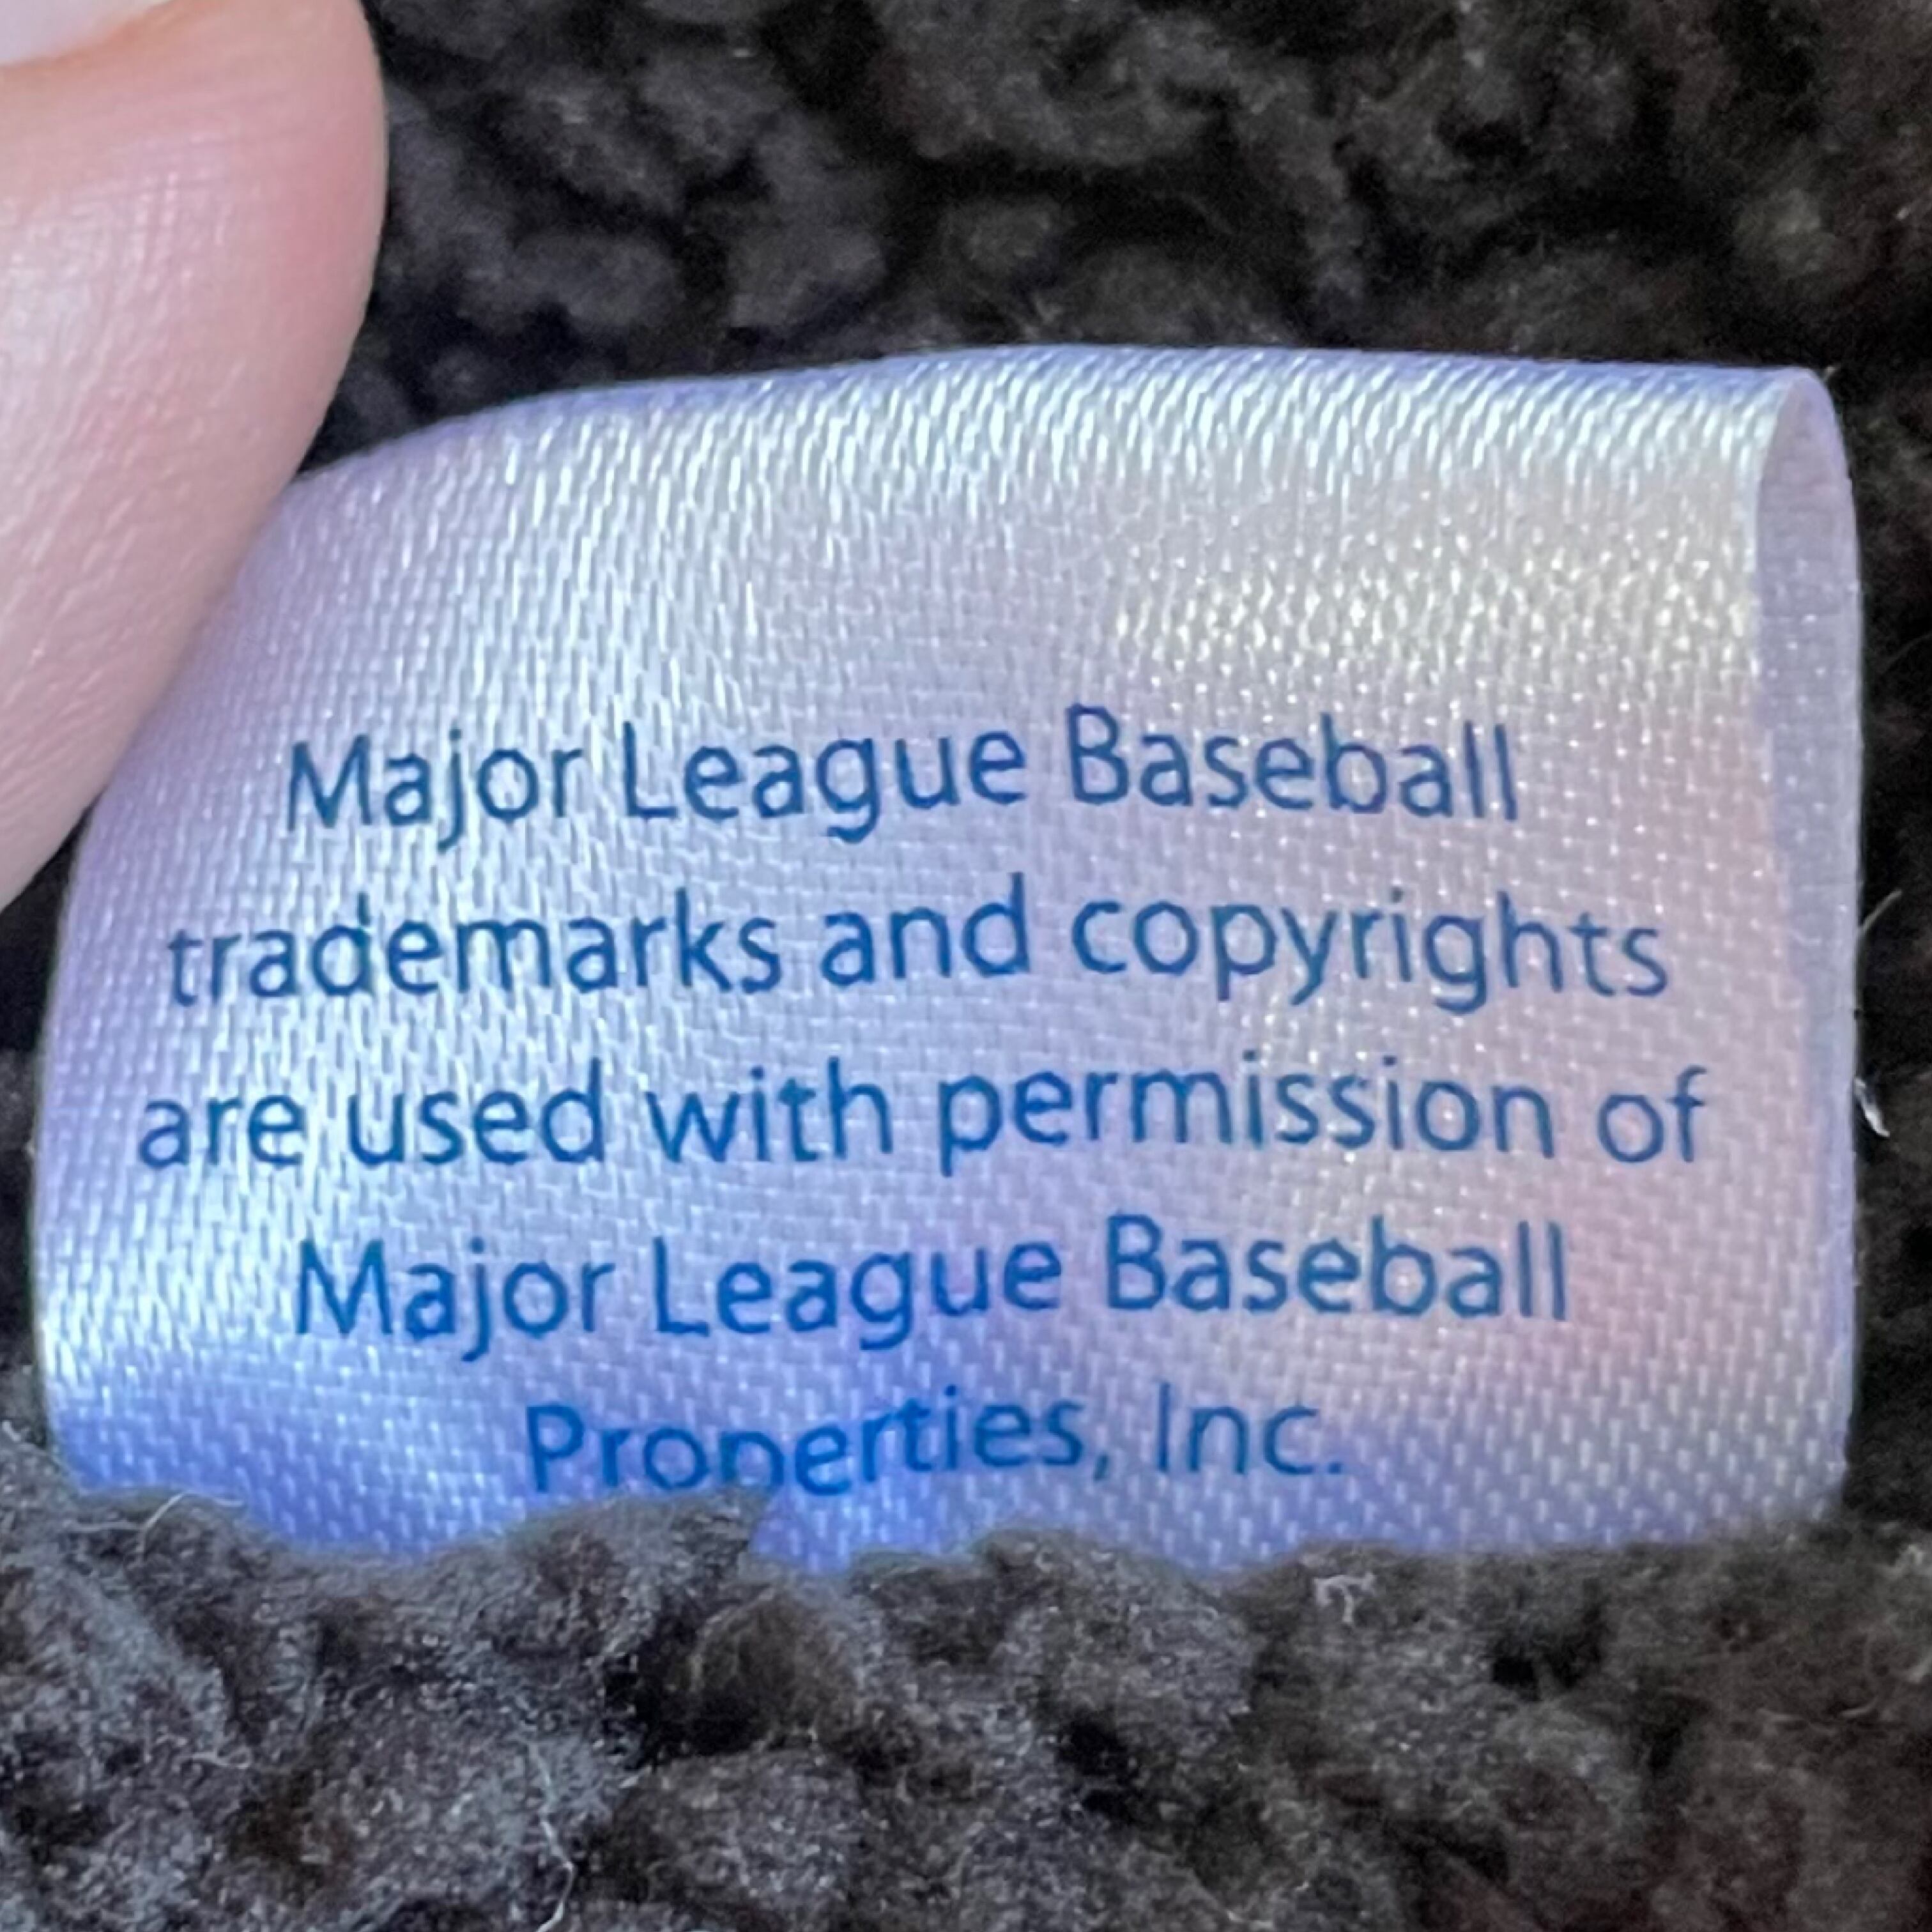 Major League Baseball
trademarks and copyrights
are used with permission of
Major League Baseball
Properties, Inc.